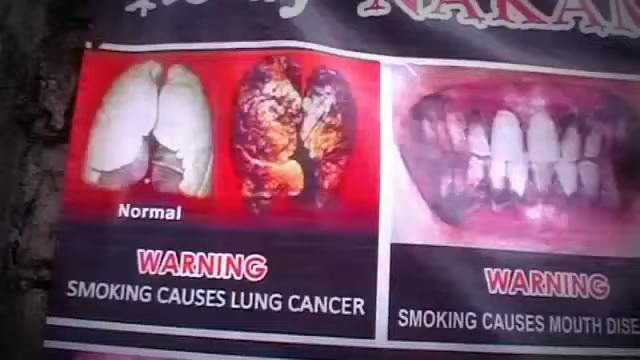 Normal
WARNING
SMOKING CAUSES LUNG CANCER
WARNING
SMOKING CAUSES MOUTH